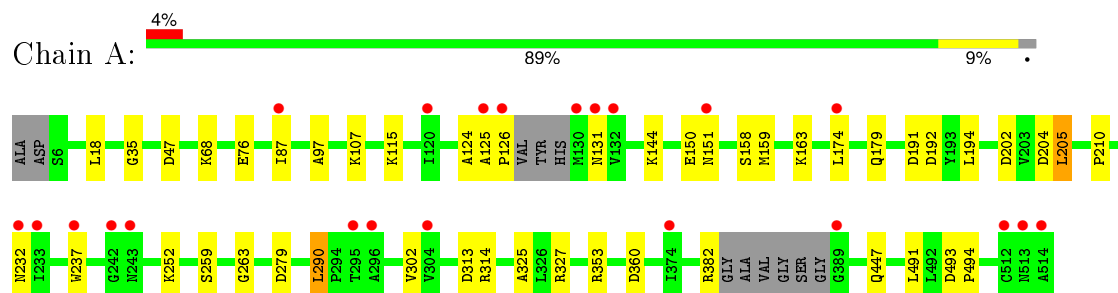 4%
Chain A:
89% 9% •
ALA ASP S6 L18 G35 D47 K68 E76 I87 A97 K107 K115 I120 A124 A125 P126 VAL TYR HIS M130 N131 V132 K144 E150 N151 S158 M159 K163 L174 Q179 D191 D192 Y193 L194 D202 V203 D204 L205 P210
N232 I233 W237 G242 N243 K252 S259 G263 D279 L290 P294 T295 A296 V302 V304 D313 R314 A325 L326 R327 R353 D360 I374 R382 GLY ALA VAL GLY SER GLY G389 Q447 L491 L492 D493 P494 C512 N513 A514